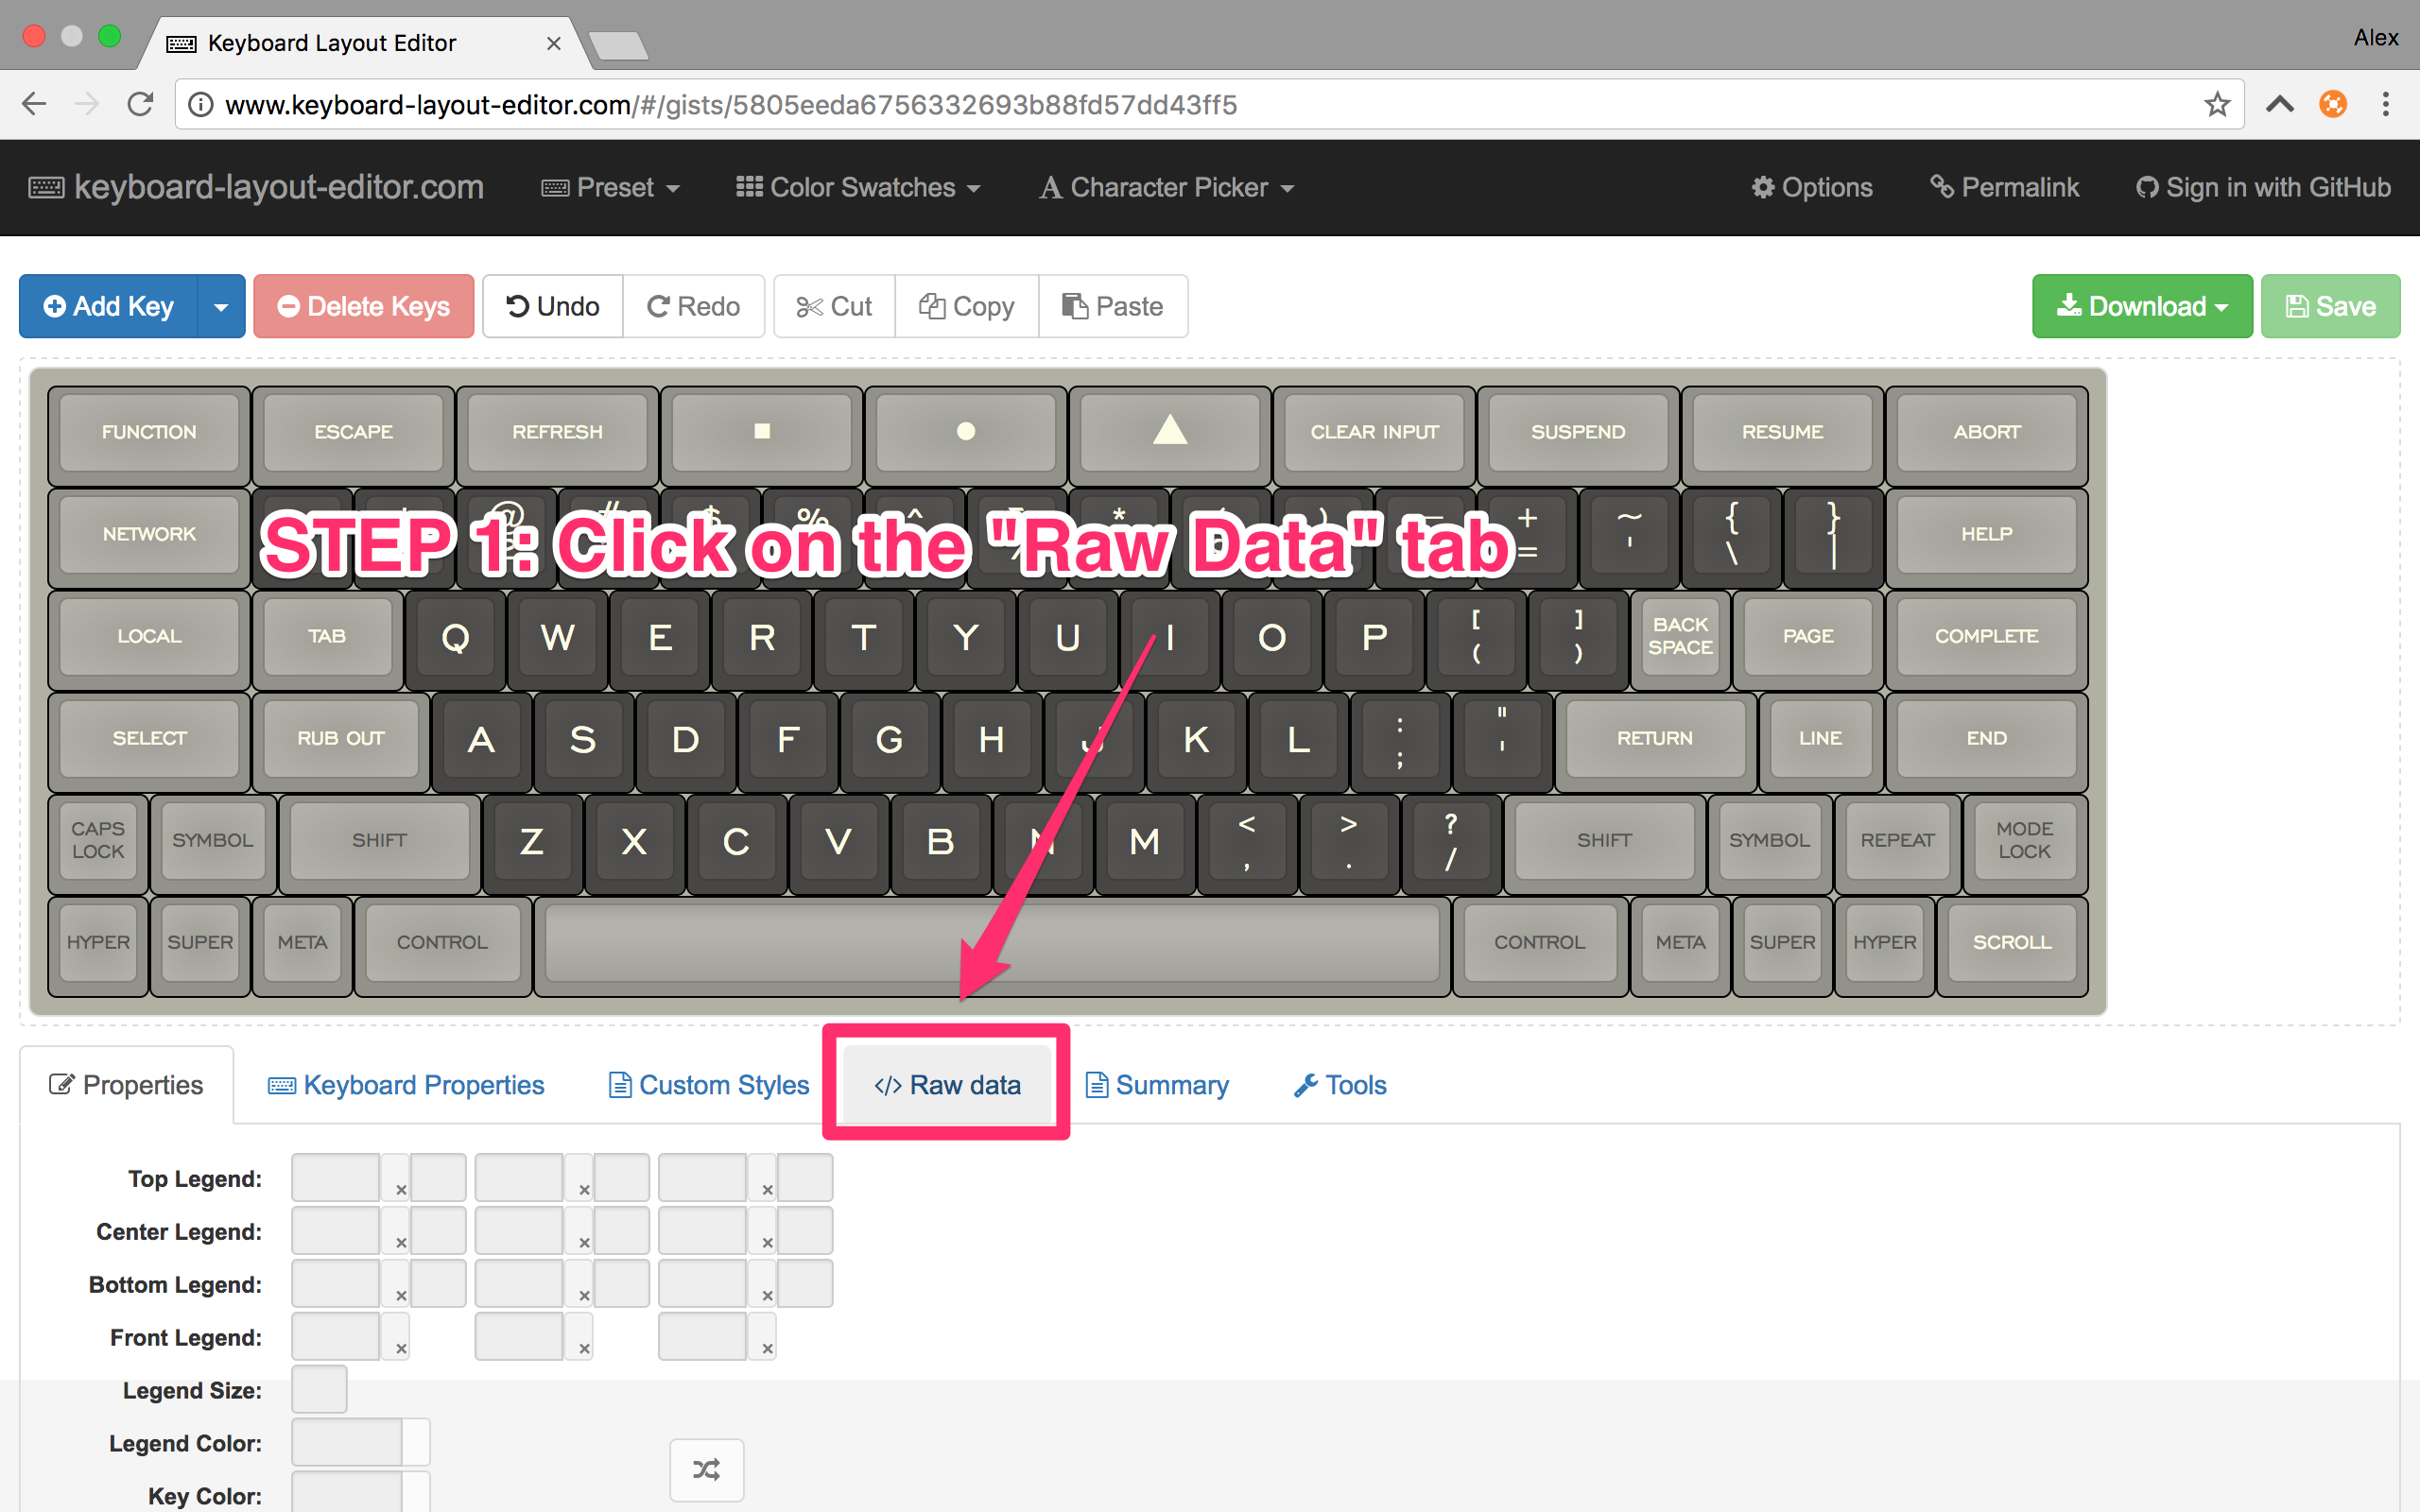 Keyboard Layout Editor
Alex
www.keyboard-layout-editor.com/#/gists/5805eeda6756332693b88fd57dd43ff5
keyboard-layout-editor.com Preset Color Swatches Character Picker Options Permalink Sign in with GitHub
Add Key Delete Keys Undo Redo Cut Copy Paste Download Save
FUNCTION ESCAPE REFRESH ■ ● ▲ CLEAR INPUT SUSPEND RESUME ABORT
@ # $ % ^ * + ~ { }
NETWORK = ' \ | HELP
STEP 1: Click on the "Raw Data" tab
LOCAL TAB Q W E R T Y U I O P [ ( ] ) BACK SPACE PAGE COMPLETE
SELECT RUB OUT A S D F G H J K L : ; " ' RETURN LINE END
CAPS LOCK SYMBOL SHIFT Z X C V B N M < , > . ? / SHIFT SYMBOL REPEAT MODE LOCK
HYPER SUPER META CONTROL CONTROL META SUPER HYPER SCROLL
Properties Keyboard Properties Custom Styles </> Raw data Summary Tools
Top Legend:
Center Legend:
Bottom Legend:
Front Legend:
Legend Size:
Legend Color:
Key Color: